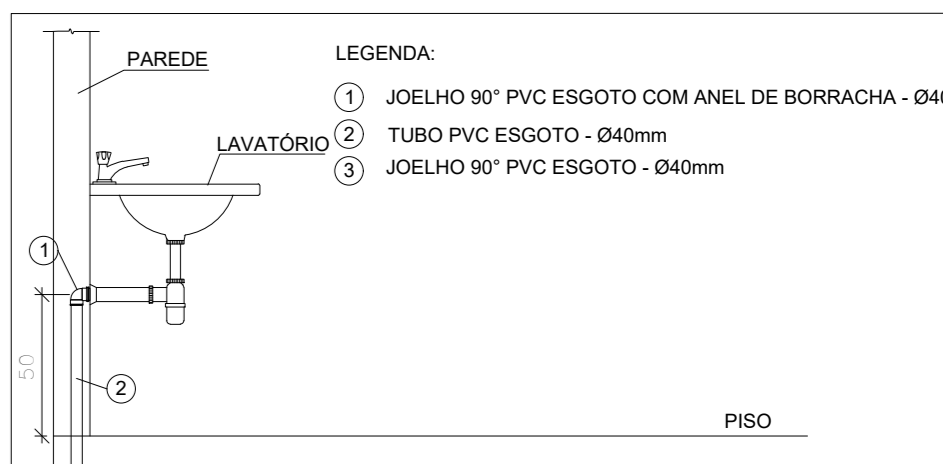 LEGENDA:
PAREDE
1 JOELHO 90° PVC ESGOTO COM ANEL DE BORRACHA - Ø40
2 TUBO PVC ESGOTO - Ø40mm
LAVATÓRIO
3 JOELHO 90° PVC ESGOTO - Ø40mm
1
50
2
PISO